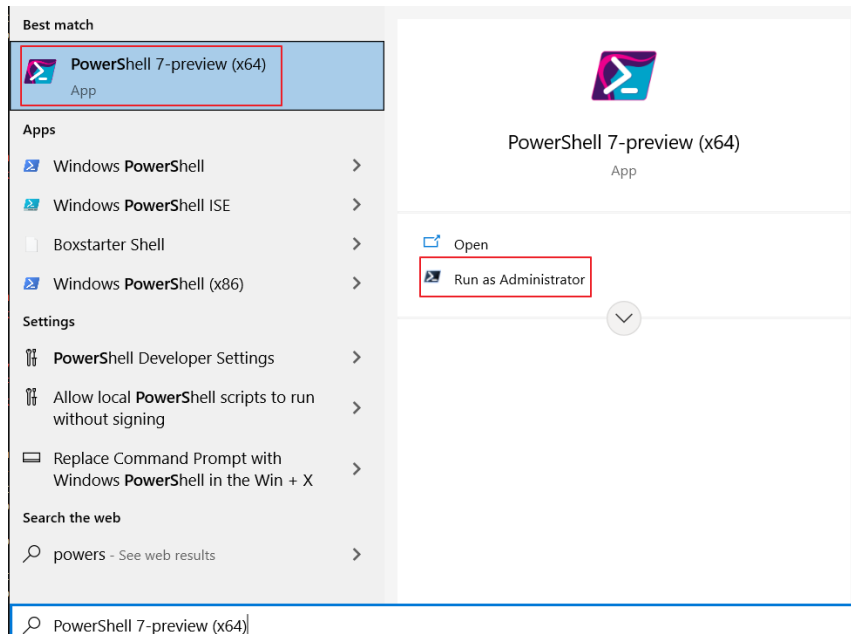 Best match
PowerShell 7-preview (x64)
App
Apps
Windows PowerShell
Windows PowerShell ISE
Boxstarter Shell
Windows PowerShell (x86)
Settings
PowerShell Developer Settings
Allow local PowerShell scripts to run
without signing
Replace Command Prompt with
Windows PowerShell in the Win + X
Search the web
powers - See web results
PowerShell 7-preview (x64)
PowerShell 7-preview (x64)
App
Open
Run as Administrator